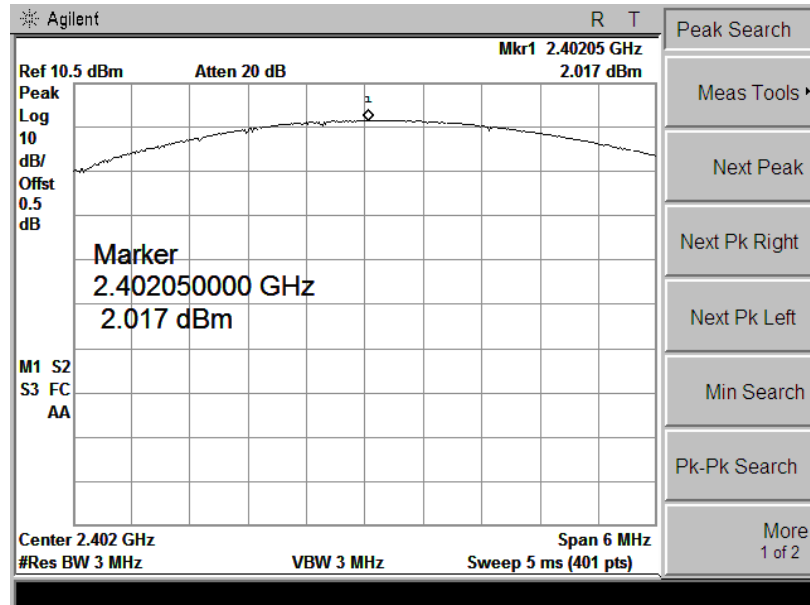 Agilent R T
Mkr1 2.40205 GHz
Ref 10.5 dBm Atten 20 dB 2.017 dBm
Peak
Log
10
dB/
Offst
0.5
dB
1
Marker
2.402050000 GHz
2.017 dBm
M1 S2
S3 FC
AA
Center 2.402 GHz Span 6 MHz
#Res BW 3 MHz VBW 3 MHz Sweep 5 ms (401 pts)
Peak Search
Meas Tools
Next Peak
Next Pk Right
Next Pk Left
Min Search
Pk-Pk Search
More
1 of 2